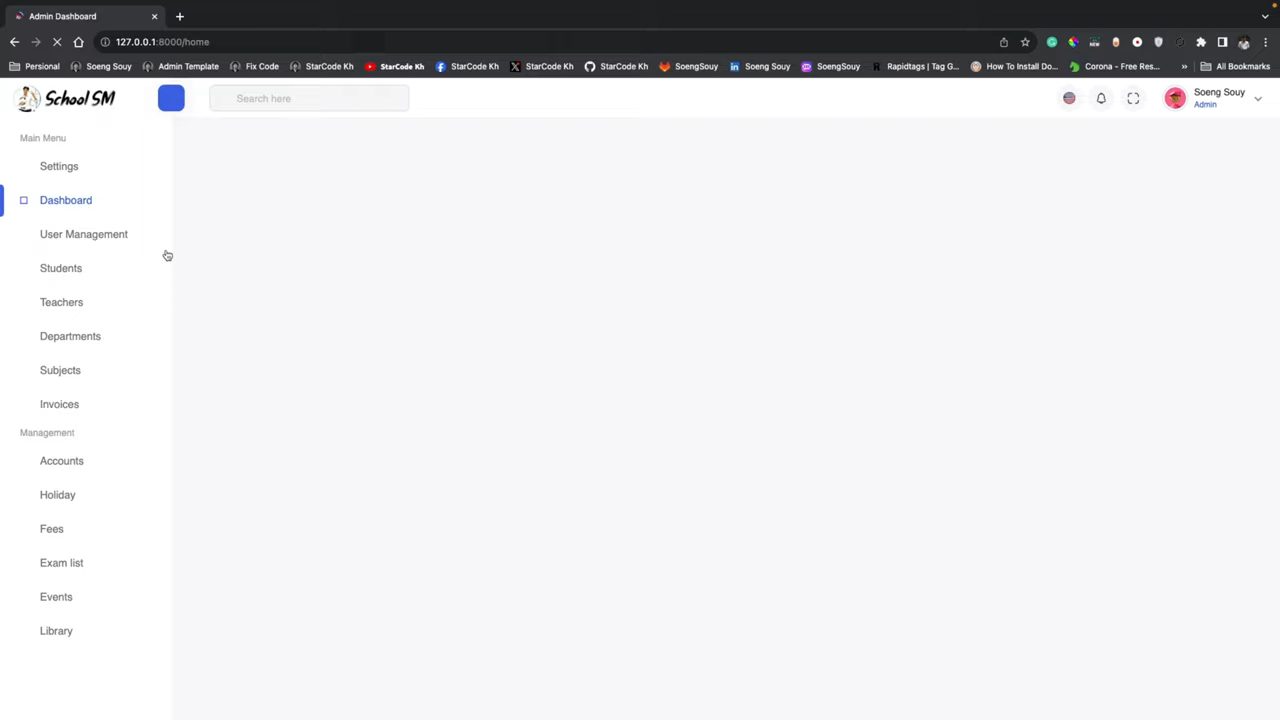 Admin Dashboard
127.0.0.1:8000/home
Personal Soeng Souy Admin Template Fix Code StarCode Kh StarCode Kh StarCode Kh StarCode Kh StarCode Kh SoengSouy Soeng Souy SoengSouy Rapidtags | Tag G... How To Install Do... Corona - Free Res... » All Bookmarks
School SM Search here Soeng Souy
Admin
Main Menu
Settings
Dashboard
User Management
Students
Teachers
Departments
Subjects
Invoices
Management
Accounts
Holiday
Fees
Exam list
Events
Library